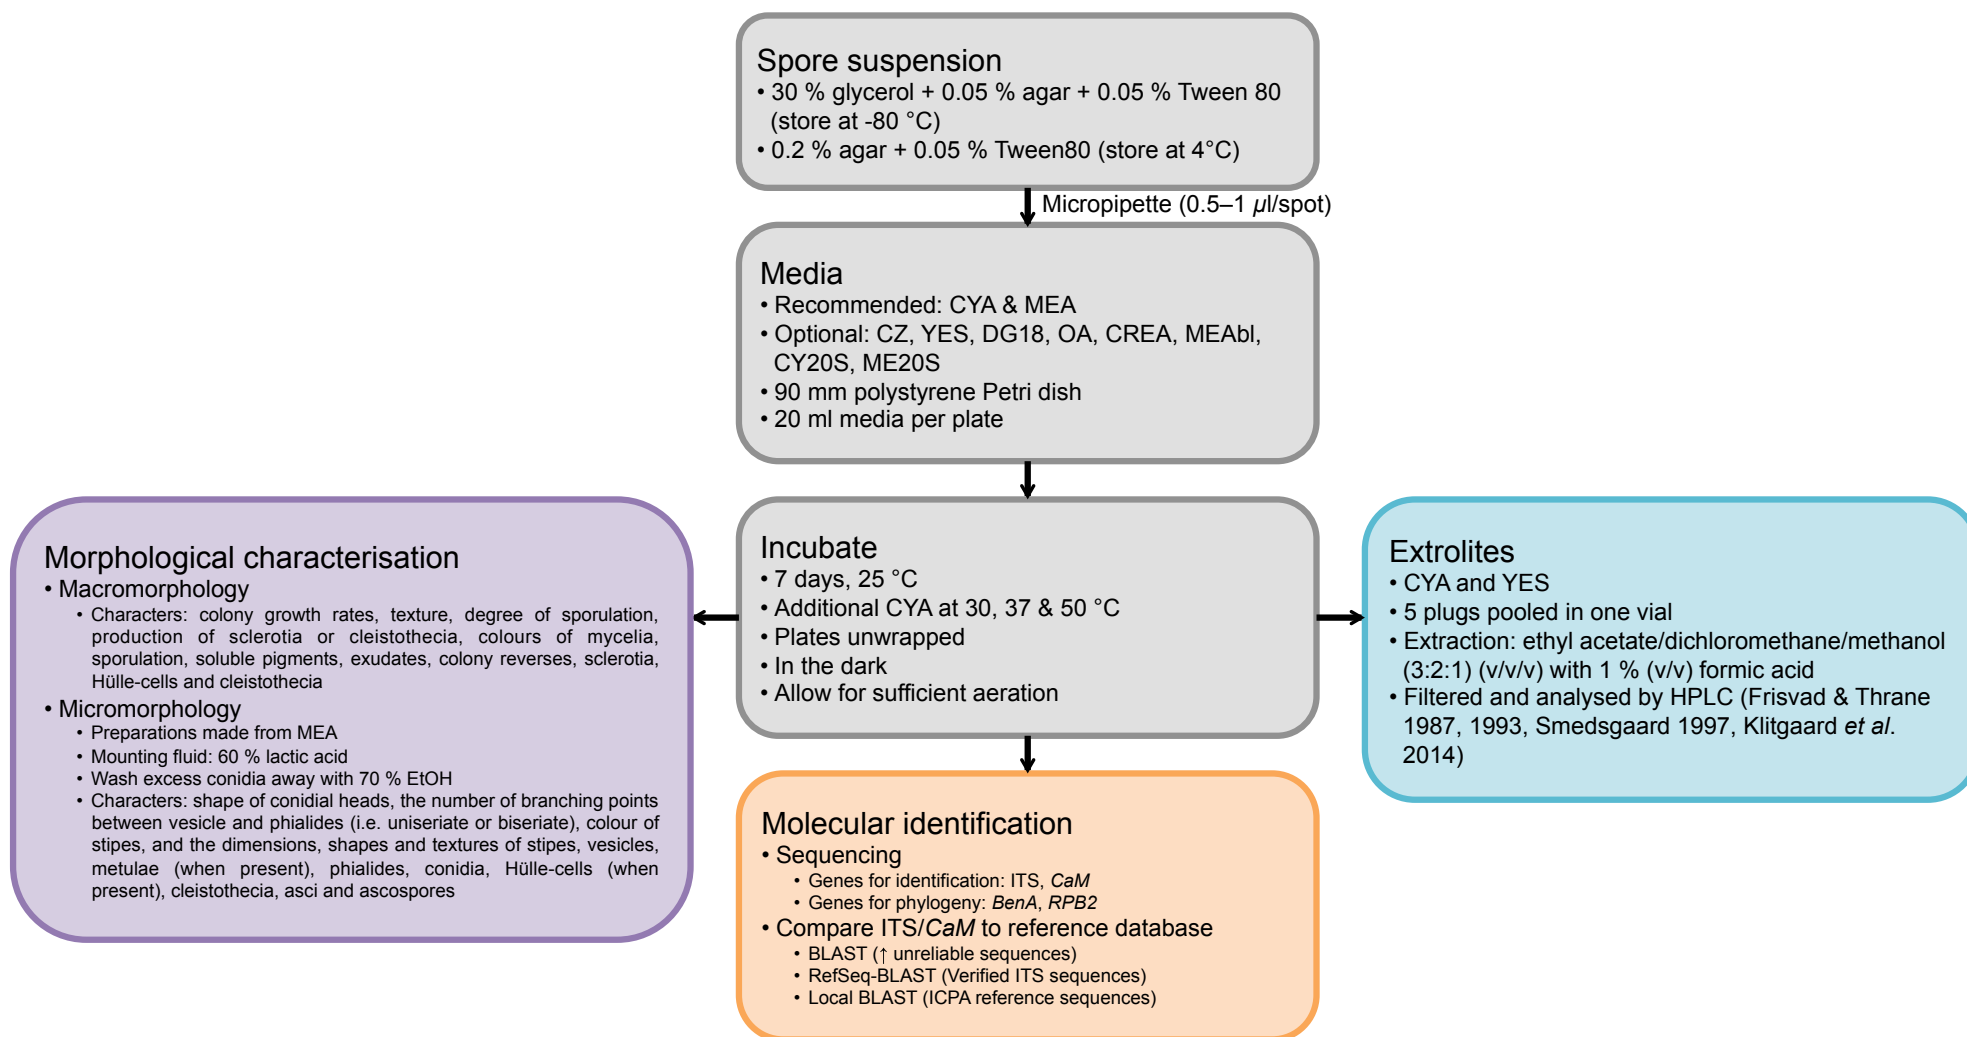 Spore suspension
• 30 % glycerol + 0.05 % agar + 0.05 % Tween 80
(store at -80 °C)
• 0.2 % agar + 0.05 % Tween80 (store at 4°C)
Micropipette (0.5–1 µl/spot)
Media
• Recommended: CYA & MEA
• Optional: CZ, YES, DG18, OA, CREA, MEAbl,
CY20S, ME20S
• 90 mm polystyrene Petri dish
• 20 ml media per plate
Morphological characterisation
• Macromorphology
• Characters: colony growth rates, texture, degree of sporulation,
production of sclerotia or cleistothecia, colours of mycelia,
sporulation, soluble pigments, exudates, colony reverses, sclerotia,
Hülle-cells and cleistothecia
• Micromorphology
• Preparations made from MEA
• Mounting fluid: 60 % lactic acid
• Wash excess conidia away with 70 % EtOH
• Characters: shape of conidial heads, the number of branching points
between vesicle and phialides (i.e. uniseriate or biseriate), colour of
stipes, and the dimensions, shapes and textures of stipes, vesicles,
metulae (when present), phialides, conidia, Hülle-cells (when
present), cleistothecia, asci and ascospores
Incubate
• 7 days, 25 °C
• Additional CYA at 30, 37 & 50 °C
• Plates unwrapped
• In the dark
• Allow for sufficient aeration
Extrolites
• CYA and YES
• 5 plugs pooled in one vial
• Extraction: ethyl acetate/dichloromethane/methanol
(3:2:1) (v/v/v) with 1 % (v/v) formic acid
• Filtered and analysed by HPLC (Frisvad & Thrane
1987, 1993, Smedsgaard 1997, Klitgaard et al.
2014)
Molecular identification
• Sequencing
• Genes for identification: ITS, CaM
• Genes for phylogeny: BenA, RPB2
• Compare ITS/CaM to reference database
• BLAST (↑ unreliable sequences)
• RefSeq-BLAST (Verified ITS sequences)
• Local BLAST (ICPA reference sequences)